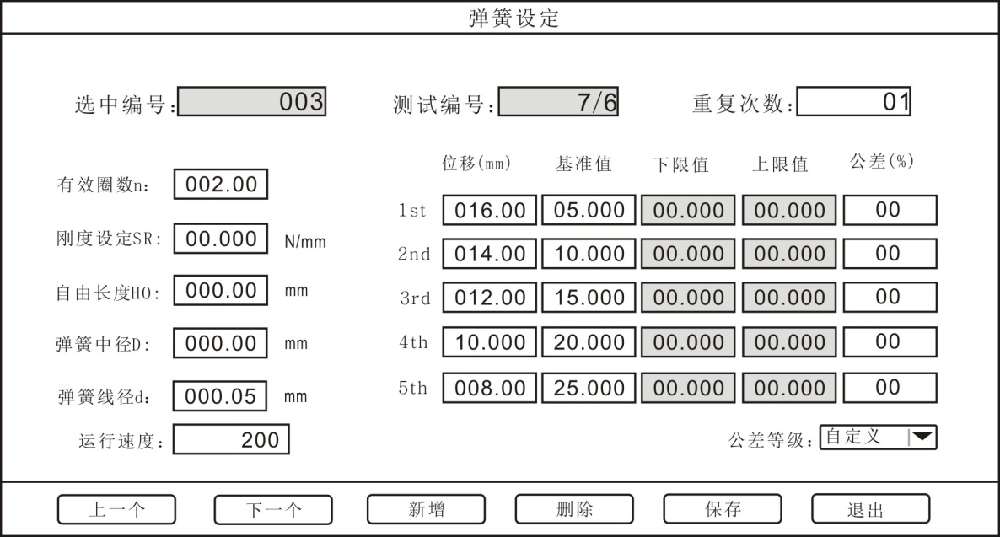 弹簧设定
选中编号: 003 测试编号: 7/6 重复次数: 01
位移(mm) 基准值 下限值 上限值 公差(%)
有效圈数n: 002.00
1st 016.00 05.000 00.000 00.000 00
刚度设定SR: 00.000 N/mm
2nd 014.00 10.000 00.000 00.000 00
自由长度H0: 000.00 mm
3rd 012.00 15.000 00.000 00.000 00
弹簧中径D: 000.00 mm
4th 10.000 20.000 00.000 00.000 00
弹簧线径d: 000.05 mm
5th 008.00 25.000 00.000 00.000 00
运行速度: 200
公差等级: 自定义
上一个 下一个 新增 删除 保存 退出